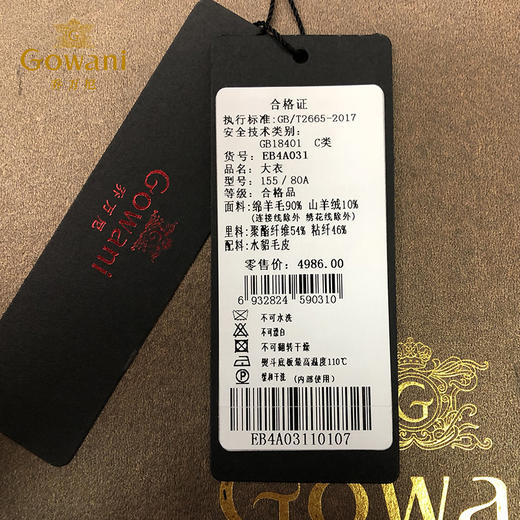 Gowani
乔万尼
Gowani
乔万尼
合格证
执行标准:GB/T2665-2017
安全技术类别:
GB18401 C类
货号: EB4A031
品名: 大衣
型号: 155/80A
等级: 合格品
面料: 绵羊毛90% 山羊绒10%
(连接线除外 绣花线除外)
里料: 聚酯纤维54% 粘纤46%
配料: 水貂毛皮
零售价: 4986.00
6 932824 590310
不可水洗
不可漂白
不可翻转干燥
熨斗底板最高温度110℃
常规干洗 (内部使用)
EB4A03110107
G
Gowani